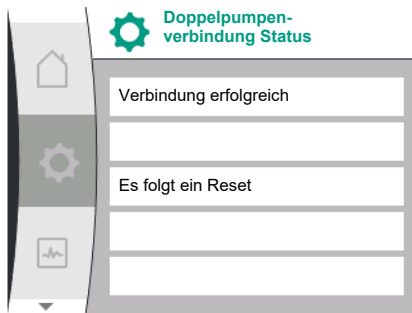 Doppelpumpen-
verbindung Status
Verbindung erfolgreich
Es folgt ein Reset